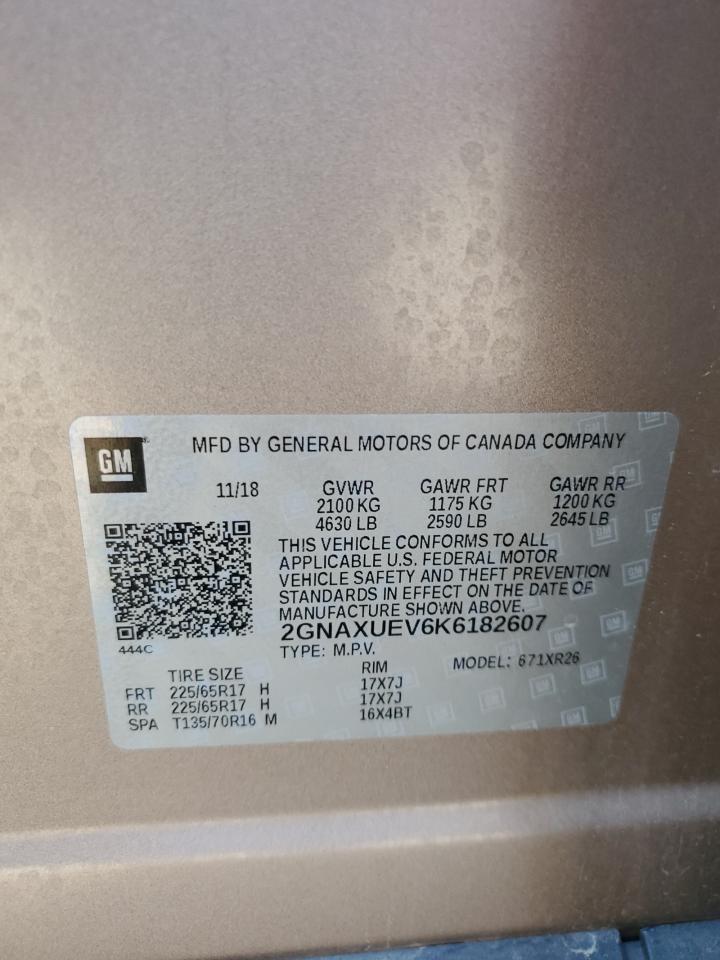 GM
MFD BY GENERAL MOTORS OF CANADA COMPANY
11/18 GVWR GAWR FRT GAWR RR
2100 KG 1175 KG 1200 KG
4630 LB 2590 LB 2645 LB
THIS VEHICLE CONFORMS TO ALL
APPLICABLE U.S. FEDERAL MOTOR
VEHICLE SAFETY AND THEFT PREVENTION
STANDARDS IN EFFECT ON THE DATE OF
MANUFACTURE SHOWN ABOVE.
2GNAXUEV6K6182607
444C
TYPE: M.P.V. MODEL: 671XR26
TIRE SIZE RIM
FRT 225/65R17 H 17X7J
RR 225/65R17 H 17X7J
SPA T135/70R16 M 16X4BT